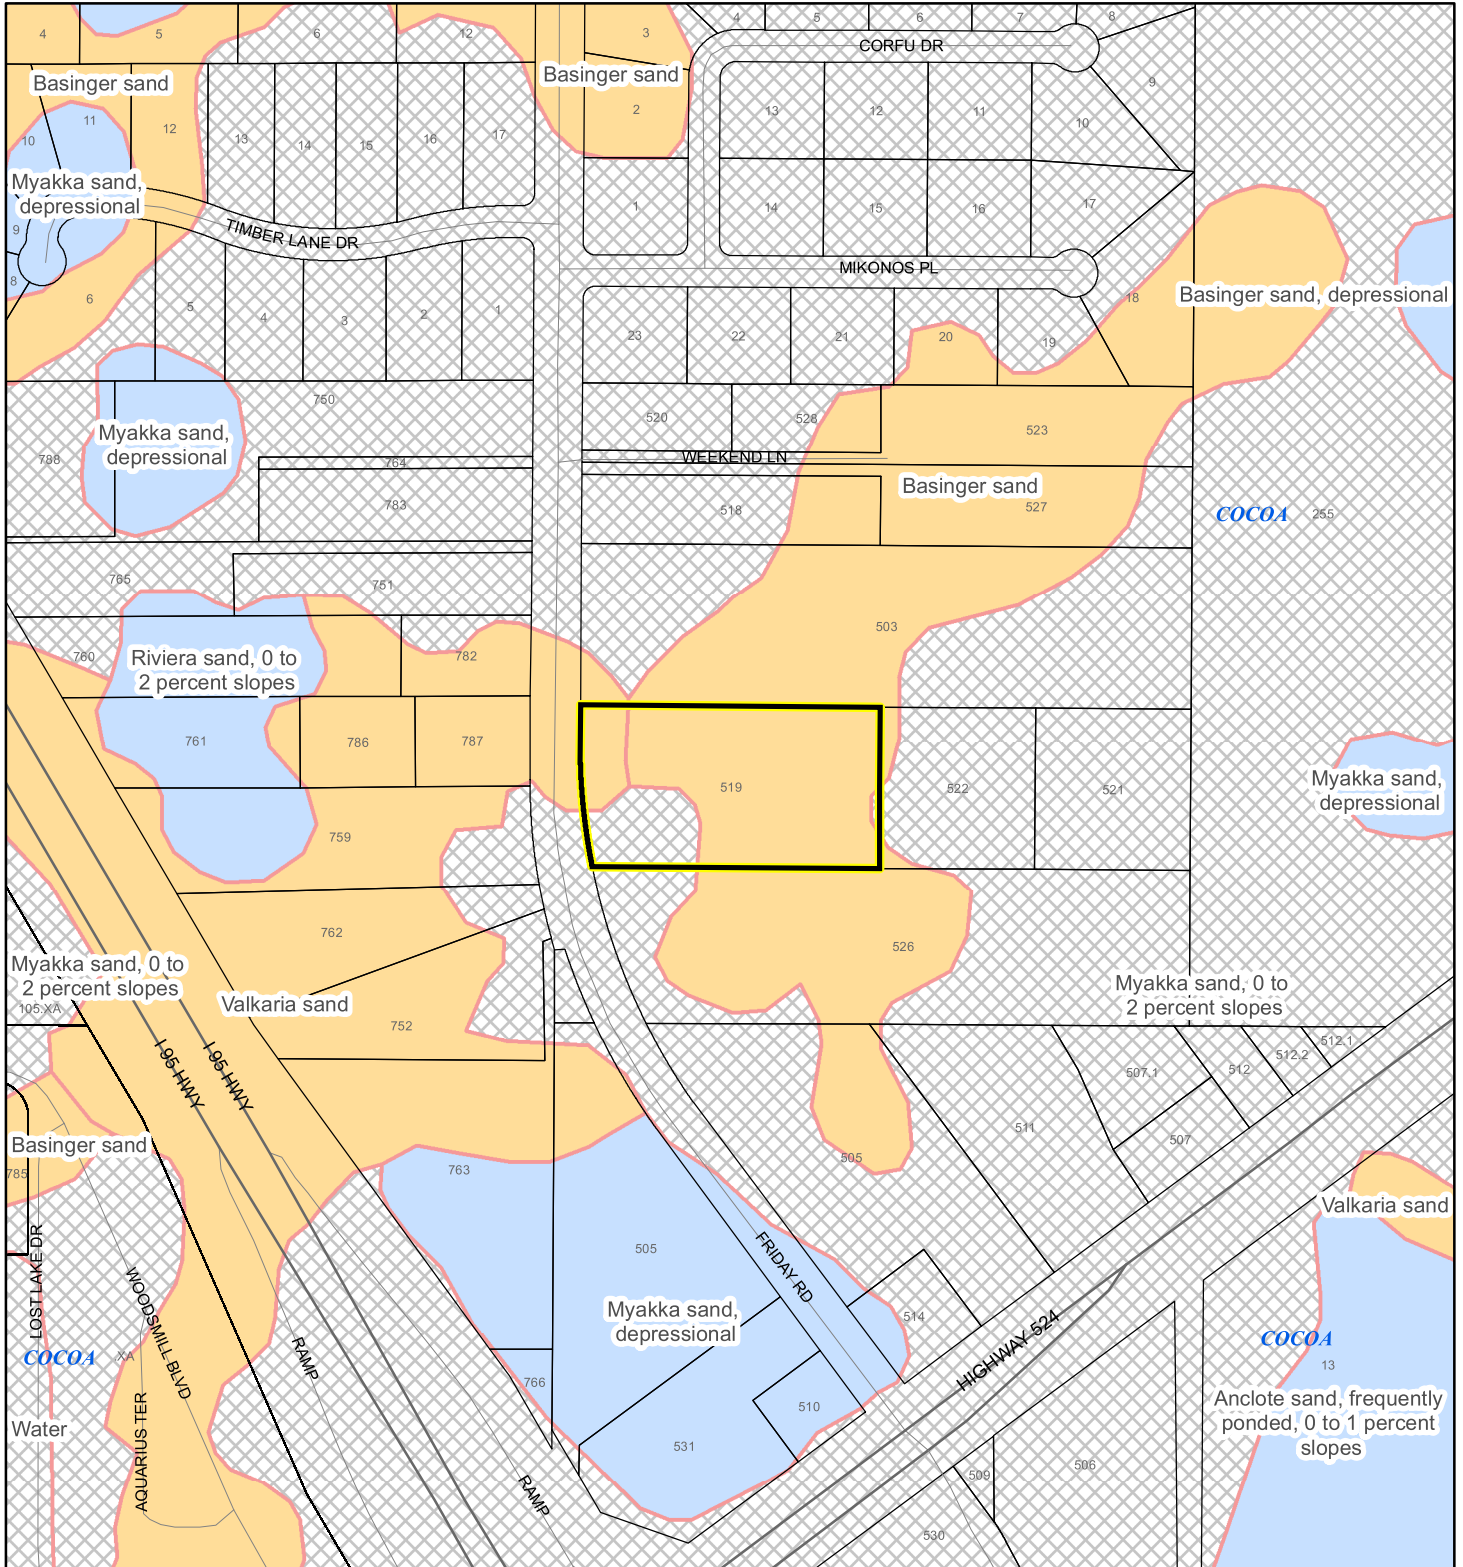 4
5
6
12
3
4
5
6
7
8
CORFU DR
Basinger sand
Basinger sand
9
10
11
12
13
14
15
16
17
2
13
12
11
10
Myakka sand,
depressional
9
8
TIMBER LANE DR
1
14
15
16
17
MIKONOS PL
6
5
4
3
2
1
23
22
21
20
19
18
Basinger sand, depressional
750
788
Myakka sand,
depressional
764
783
520
528
523
WEEKEND LN
Basinger sand
518
527
COCOA
255
765
751
760
Riviera sand, 0 to
2 percent slopes
782
503
761
786
787
519
522
521
Myakka sand,
depressional
759
762
526
Myakka sand, 0 to
2 percent slopes
105.XA
Valkaria sand
752
Myakka sand, 0 to
2 percent slopes
I 95 HWY
I 95 HWY
507.1
512
512.2
512.1
511
507
Basinger sand
785
763
505
505
Valkaria sand
LOST LAKE DR
WOODSMILL BLVD
RAMP
FRIDAY RD
Myakka sand,
depressional
514
HIGHWAY 524
COCOA
XA
AQUARIUS TER
766
510
COCOA
13
Anclote sand, frequently
ponded, 0 to 1 percent
slopes
Water
531
RAMP
509
506
530